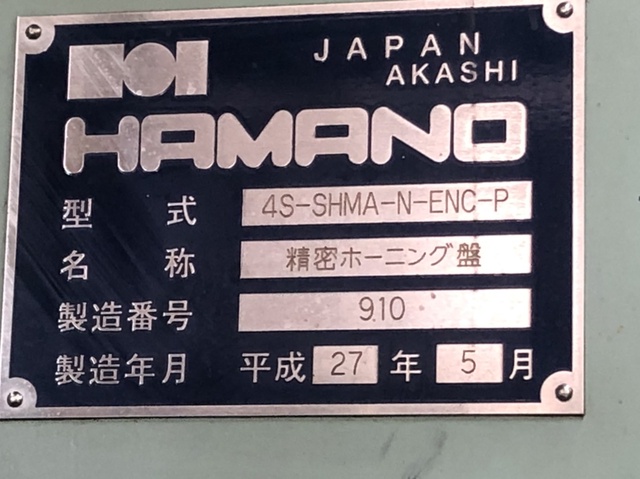 JAPAN
AKASHI
HAMANO
型式 4S-SHMA-N-ENC-P
名称 精密ホーニング盤
製造番号 910
製造年月 平成 27 年 5 月